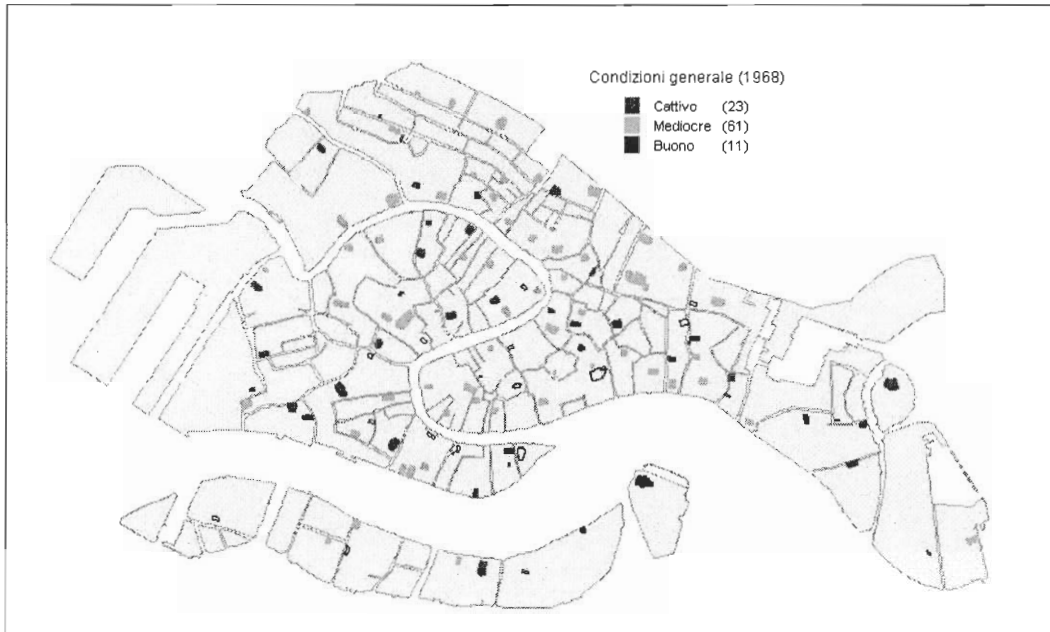 Condizioni generale (1968)
Cattivo (23)
Mediocre (61)
Buono (11)